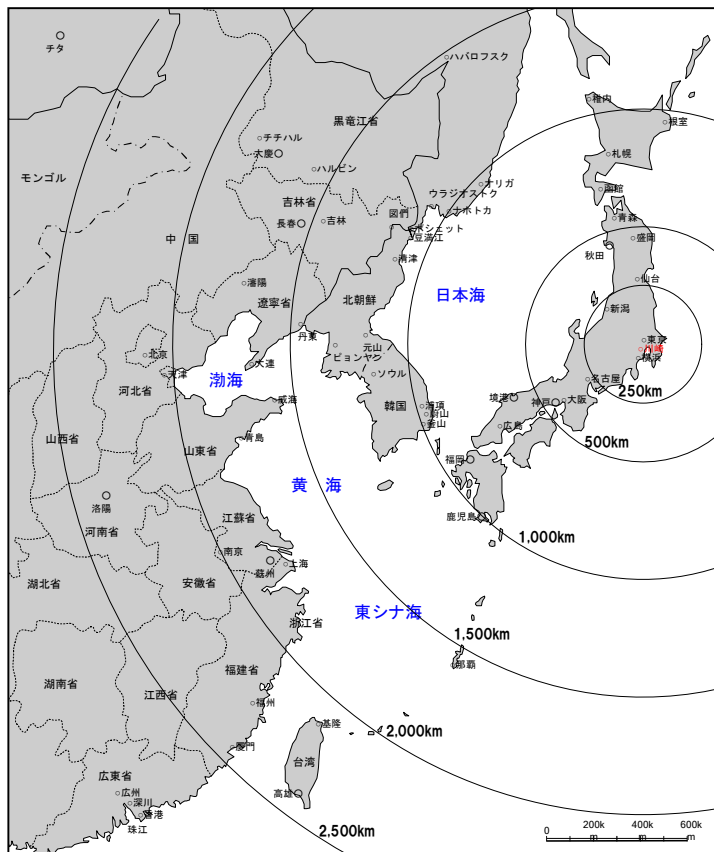 チタ
ハバロフスク
稚内
黒竜江省
根室
チチハル
大慶
札幌
モンゴル
ハルビン
オリガ
函館
ウラジオストク
吉林省
ナホトカ
長春
吉林
図們
青森
ポシェット
豆満江
中 国
盛岡
秋田
清津
瀋陽
仙台
日本海
遼寧省
北朝鮮
新潟
丹東
元山
東京
川崎
北京
ピョンヤン
横浜
大連
天津
渤海
ソウル
名古屋
河北省
250km
威海
韓国
浦項
境港
神戸
大阪
蔚山
釜山
広島
山西省
青島
500km
山東省
福岡
黄 海
洛陽
江蘇省
鹿児島
河南省
1,000km
南京
上海
蘇州
湖北省
安徽省
東シナ海
浙江省
1,500km
那覇
湖南省
福建省
江西省
福州
基隆
2,000km
厦門
台湾
広東省
広州
高雄
深川
香港
珠江
2,500km
0 200k 400k 600k
m